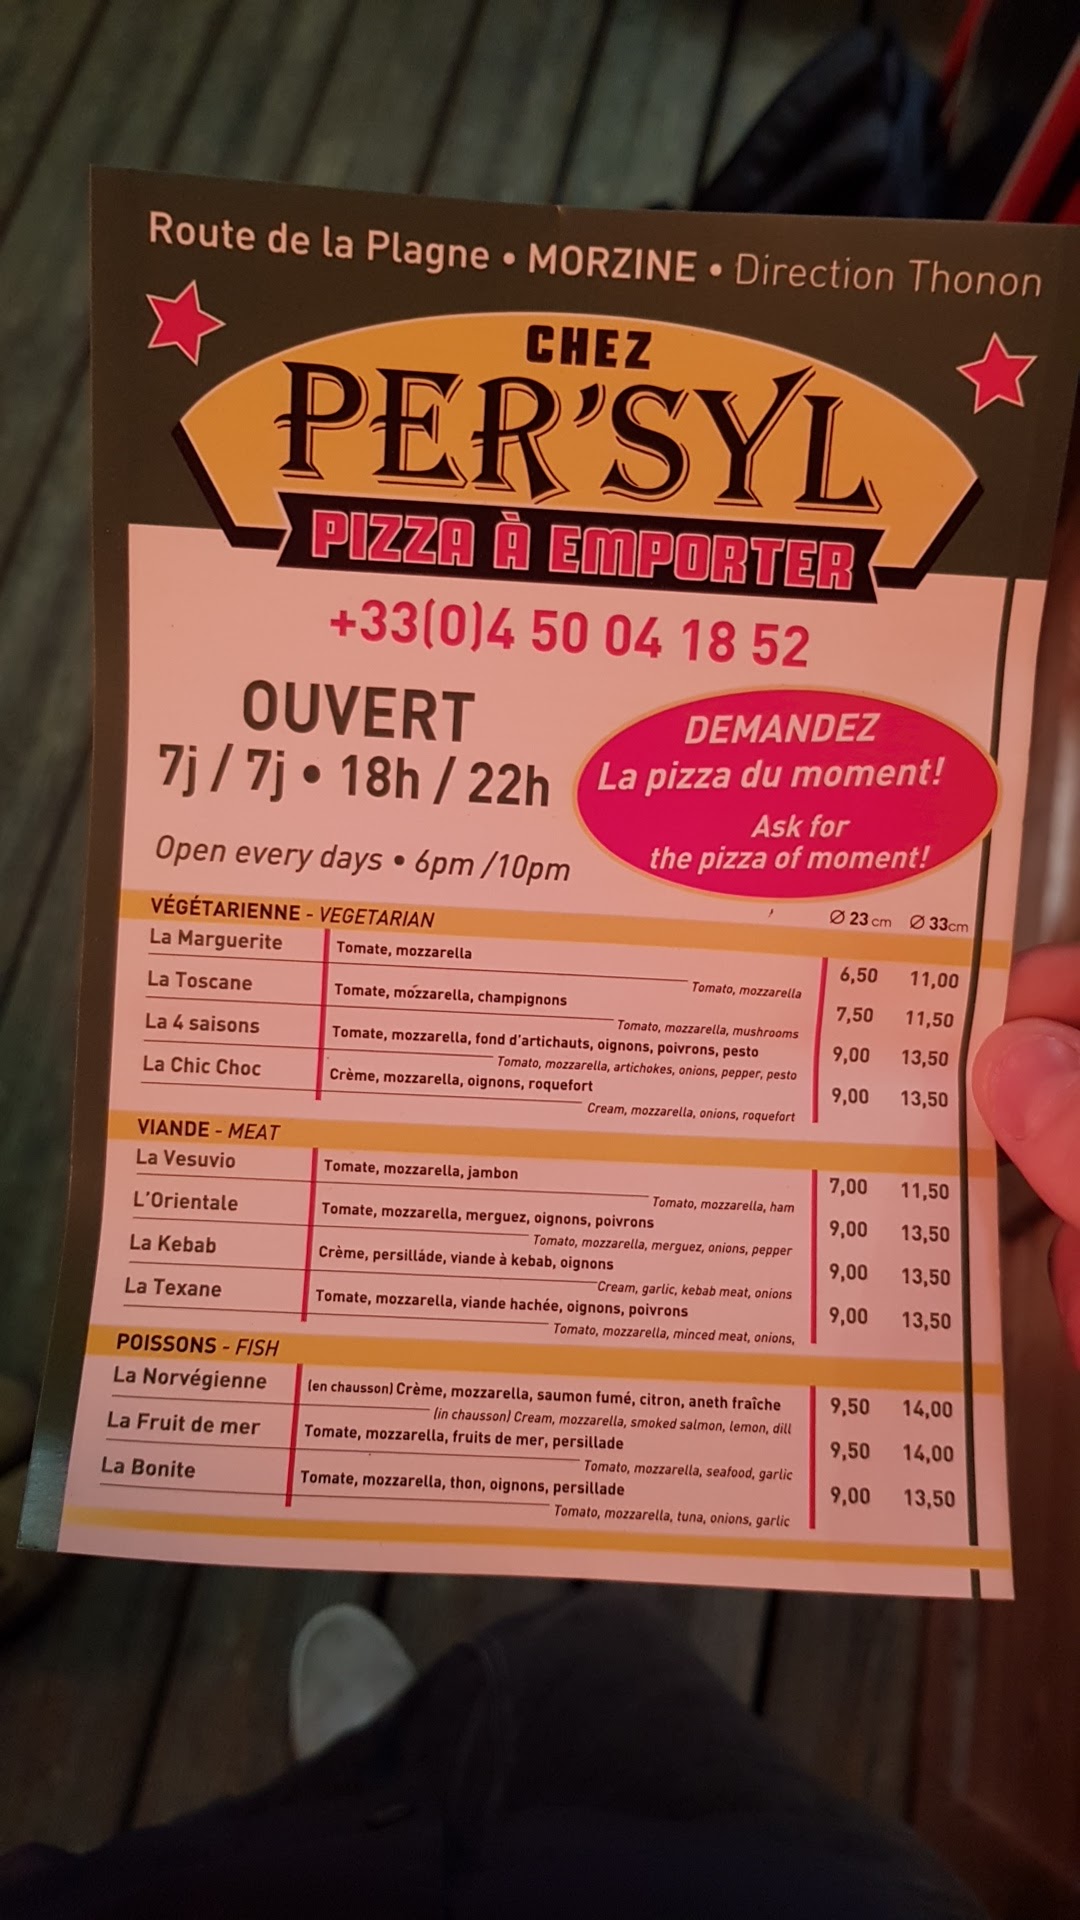 Route de la Plagne • MORZINE • Direction Thonon
CHEZ
PER'SYL
PIZZA À EMPORTER
+33(0)4 50 04 18 52
OUVERT
7j / 7j • 18h / 22h
Open every days • 6pm /10pm
DEMANDEZ
La pizza du moment!
Ask for
the pizza of moment!
VÉGÉTARIENNE - VEGETARIAN Ø 23 cm Ø 33cm
La Marguerite Tomate, mozzarella 6,50 11,00
Tomato, mozzarella
La Toscane Tomate, mozzarella, champignons 7,50 11,50
Tomato, mozzarella, mushrooms
La 4 saisons Tomate, mozzarella, fond d'artichauts, oignons, poivrons, pesto 9,00 13,50
Tomato, mozzarella, artichokes, onions, pepper, pesto
La Chic Choc Crème, mozzarella, oignons, roquefort 9,00 13,50
Cream, mozzarella, onions, roquefort
VIANDE - MEAT
La Vesuvio Tomate, mozzarella, jambon 7,00 11,50
Tomato, mozzarella, ham
L'Orientale Tomate, mozzarella, merguez, oignons, poivrons 9,00 13,50
Tomato, mozzarella, merguez, onions, pepper
La Kebab Crème, persilláde, viande à kebab, oignons 9,00 13,50
Cream, garlic, kebab meat, onions
La Texane Tomate, mozzarella, viande hachée, oignons, poivrons 9,00 13,50
Tomato, mozzarella, minced meat, onions,
POISSONS - FISH
La Norvégienne (en chausson) Crème, mozzarella, saumon fumé, citron, aneth fraîche 9,50 14,00
(in chausson) Cream, mozzarella, smoked salmon, lemon, dill
La Fruit de mer Tomate, mozzarella, fruits de mer, persillade 9,50 14,00
Tomato, mozzarella, seafood, garlic
La Bonite Tomate, mozzarella, thon, oignons, persillade 9,00 13,50
Tomato, mozzarella, tuna, onions, garlic